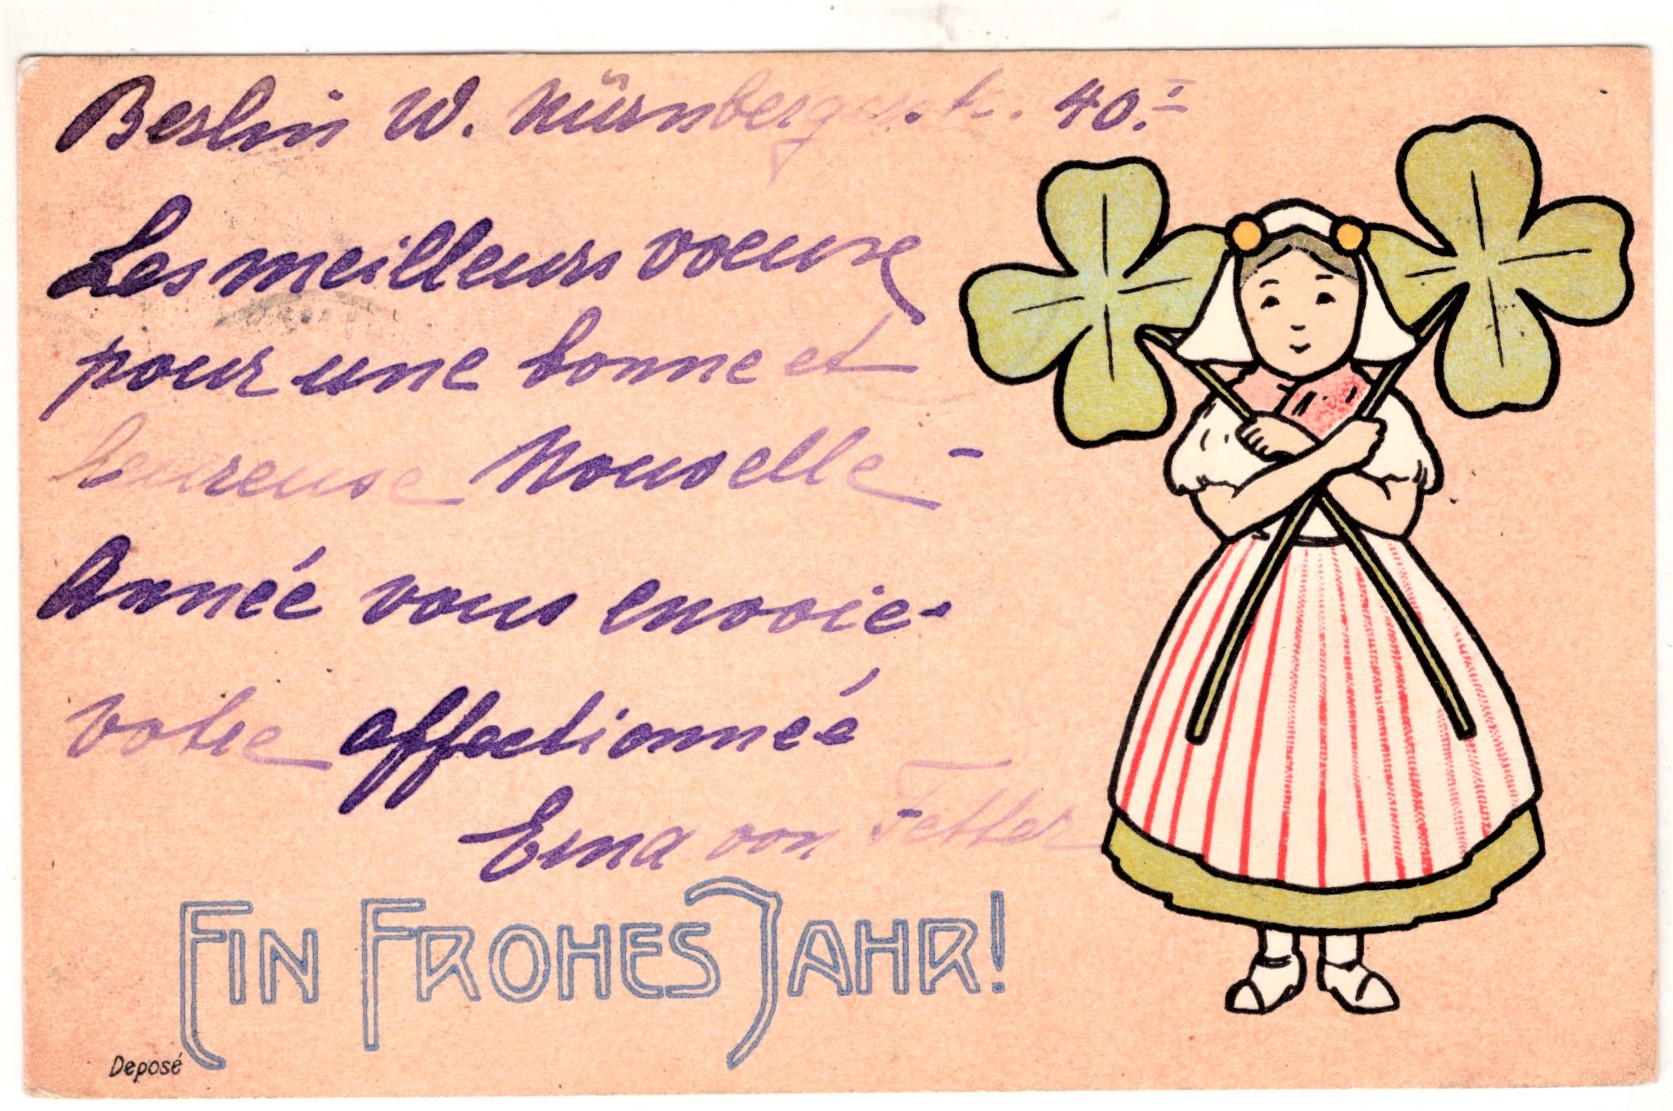 Berlin W. Nürnbergerstr. 40.I
Les meilleurs voeux
pour une bonne et
heureuse Nouvelle-
Année vous envoie-
votre affectionnée
Erna von Fetter
EIN FROHES JAHR!
Deposé